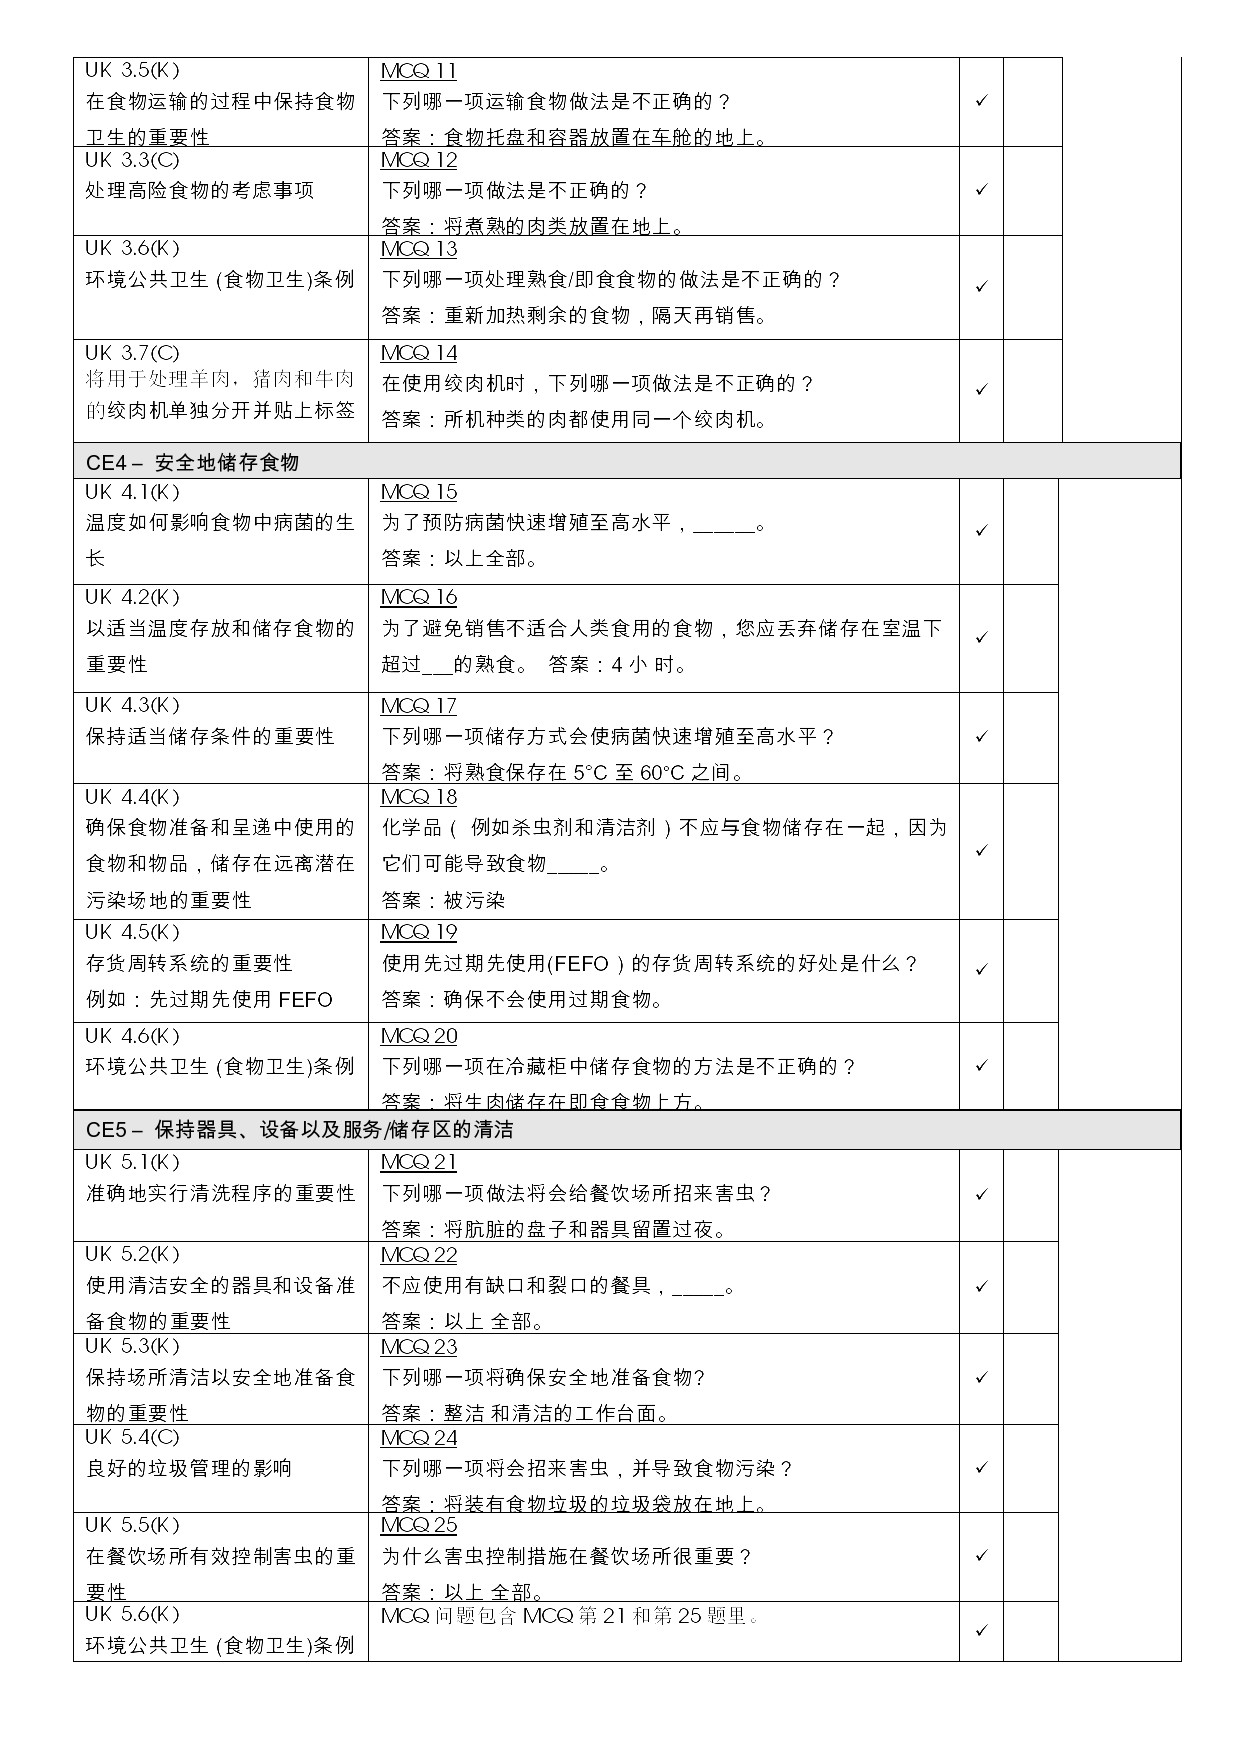 UK 3.5(K)
在食物运输的过程中保持食物
卫生的重要性
MCQ 11
下列哪一项运输食物做法是不正确的？
答案：食物托盘和容器放置在车舱的地上。
✓
UK 3.3(C)
处理高险食物的考虑事项
MCQ 12
下列哪一项做法是不正确的？
答案：将煮熟的肉类放置在地上。
✓
UK 3.6(K)
环境公共卫生 (食物卫生)条例
MCQ 13
下列哪一项处理熟食/即食食物的做法是不正确的？
答案：重新加热剩余的食物，隔天再销售。
✓
UK 3.7(C)
将用于处理羊肉，猪肉和牛肉
的绞肉机单独分开并贴上标签
MCQ 14
在使用绞肉机时，下列哪一项做法是不正确的？
答案：所机种类的肉都使用同一个绞肉机。
✓
CE4 – 安全地储存食物
UK 4.1(K)
温度如何影响食物中病菌的生
长
MCQ 15
为了预防病菌快速增殖至高水平，______。
答案：以上全部。
✓
UK 4.2(K)
以适当温度存放和储存食物的
重要性
MCQ 16
为了避免销售不适合人类食用的食物，您应丢弃储存在室温下
超过___的熟食。 答案：4 小 时。
✓
UK 4.3(K)
保持适当储存条件的重要性
MCQ 17
下列哪一项储存方式会使病菌快速增殖至高水平？
答案：将熟食保存在 5°C 至 60°C 之间。
✓
UK 4.4(K)
确保食物准备和呈递中使用的
食物和物品，储存在远离潜在
污染场地的重要性
MCQ 18
化学品（ 例如杀虫剂和清洁剂）不应与食物储存在一起，因为
它们可能导致食物_____。
答案：被污染
✓
UK 4.5(K)
存货周转系统的重要性
例如：先过期先使用 FEFO
MCQ 19
使用先过期先使用(FEFO ) 的存货周转系统的好处是什么？
答案：确保不会使用过期食物。
✓
UK 4.6(K)
环境公共卫生 (食物卫生)条例
MCQ 20
下列哪一项在冷藏柜中储存食物的方法是不正确的？
答案：将生肉储存在即食食物上方。
✓
CE5 – 保持器具、设备以及服务/储存区的清洁
UK 5.1(K)
准确地实行清洗程序的重要性
MCQ 21
下列哪一项做法将会给餐饮场所招来害虫？
答案：将肮脏的盘子和器具留置过夜。
✓
UK 5.2(K)
使用清洁安全的器具和设备准
备食物的重要性
MCQ 22
不应使用有缺口和裂口的餐具，_____。
答案：以上 全部。
✓
UK 5.3(K)
保持场所清洁以安全地准备食
物的重要性
MCQ 23
下列哪一项将确保安全地准备食物？
答案：整洁 和清洁的工作台面。
✓
UK 5.4(C)
良好的垃圾管理的影响
MCQ 24
下列哪一项将会招来害虫，并导致食物污染？
答案：将装有食物垃圾的垃圾袋放在地上。
✓
UK 5.5(K)
在餐饮场所有效控制害虫的重
要性
MCQ 25
为什么害虫控制措施在餐饮场所很重要？
答案：以上 全部。
✓
UK 5.6(K)
环境公共卫生 (食物卫生)条例
MCQ 问题包含 MCQ 第 21 和第 25 题里。
✓